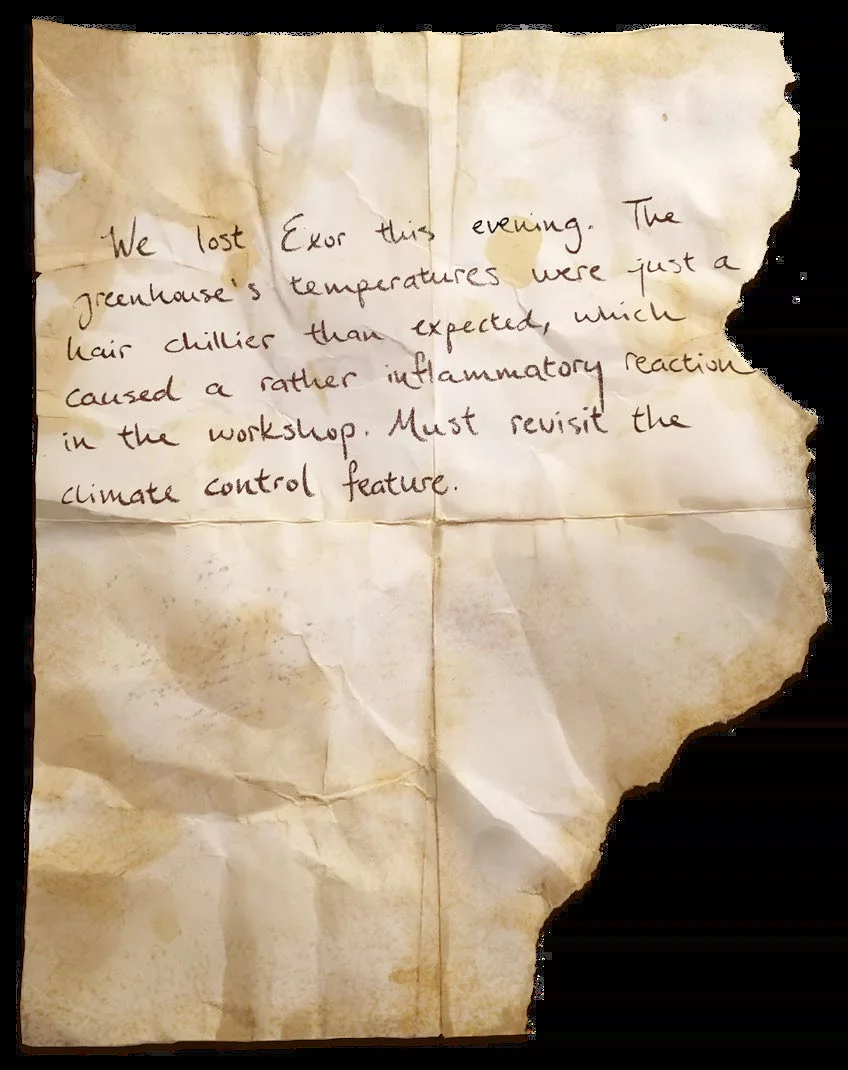 We lost Exor this evening. The
greenhouse's temperatures were just a
hair chillier than expected, which
caused a rather inflammatory reaction
in the workshop. Must revisit the
climate control feature.